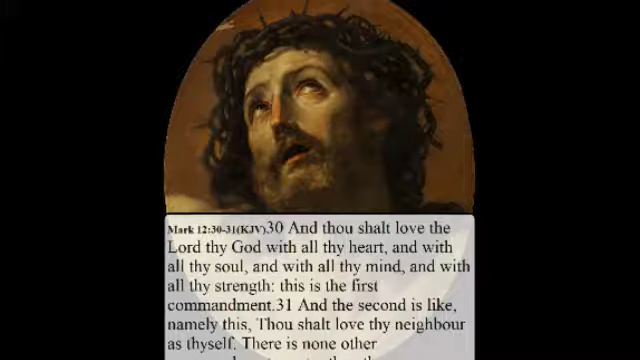 Mark 12:30-31(KJV)30 And thou shalt love the
Lord thy God with all thy heart, and with
all thy soul, and with all thy mind, and with
all thy strength: this is the first
commandment.31 And the second is like,
namely this, Thou shalt love thy neighbour
as thyself. There is none other